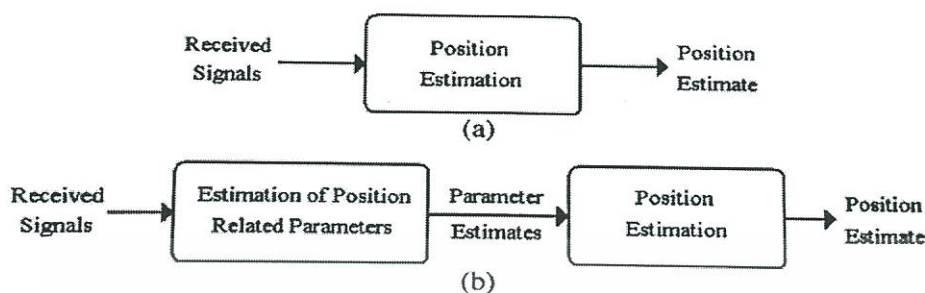 Received
Signals
Position
Estimation
Position
Estimate
(a)
Received
Signals
Estimation of Position
Related Parameters
Parameter
Estimates
Position
Estimation
Position
Estimate
(b)